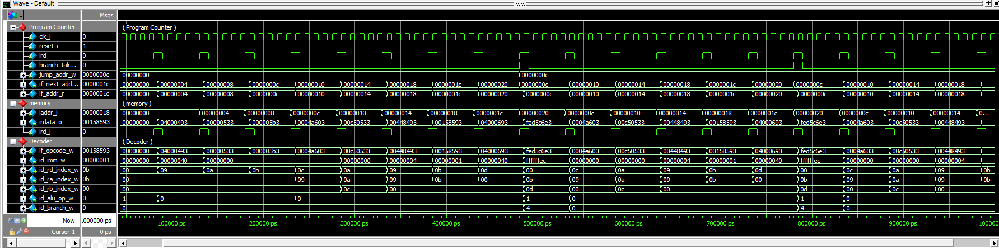 Wave - Default
Msgs
Program Counter (Program Counter )
clk_i 0
reset_i 1
ird 0
branch_tak... 0
jump_addr_w 0000000c 00000000 0000000c
if_next_add... 0000001c 00000000 00000004 00000008 0000000c 00000010 00000014 00000018 0000001c 00000020 0000000c 00000010 00000014 00000018 0000001c 00000020 0000000c 00000010 00000014 00000018
if_addr_r 0000001c 00000000 00000004 00000008 0000000c 00000010 00000014 00000018 0000001c 00000020 0000000c 00000010 00000014 00000018 0000001c 00000020 0000000c 00000010 00000014 00000018
memory (memory )
iaddr_i 00000018 00000000 00000004 00000008 0000000c 00000010 00000014 00000018 0000001c 00000020 0000000c 00000010 00000014 00000018 0000001c 00000020 0000000c 00000010 00000014 0...
irdata_o 00158593 00000000 04000493 00000533 000005b3 0004a603 00c50533 00448493 00158593 04000693 fed5c6e3 0004a603 00c50533 00448493 00158593 04000693 fed5c6e3 0004a603 00c50533 00448493
ird_i 0
Decoder (Decoder )
if_opcode_w 00158593 00000000 04000493 00000533 000005b3 0004a603 00c50533 00448493 00158593 04000693 fed5c6e3 0004a603 00c50533 00448493 00158593 04000693 fed5c6e3 0004a603 00c50533 00448493
id_imm_w 00000001 00000000 00000040 00000000 00000000 00000004 00000001 00000040 ffffffec 00000000 00000000 00000004 00000001 00000040 ffffffec 00000000 00000000 00000004
id_rd_index_w 0b 00 09 0a 0b 0c 0a 09 0b 0d 00 0c 0a 09 0b 0d 00 0c 0a 09 0b
id_ra_index_w 0b 00 09 0a 09 0b 00 0b 09 0a 09 0b 00 0b 09 0a 09 0b
id_rb_index_w 00 00 0c 00 0d 00 0c 00 0d 00 0c 00
id_alu_op_w 0 1 0 0 1 0 1 0
id_branch_w 0 0 4 0 4 0
Now 1000000 ps 100000 ps 200000 ps 300000 ps 400000 ps 500000 ps 600000 ps 700000 ps 800000 ps 900000 ps 100000
Cursor 1 0 ps